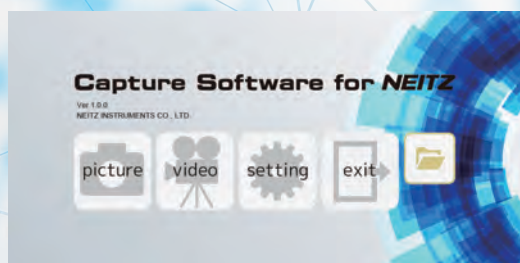 Capture Software for NEITZ
Ver 1.0.0
NEITZ INSTRUMENTS CO., LTD.
picture video setting exit